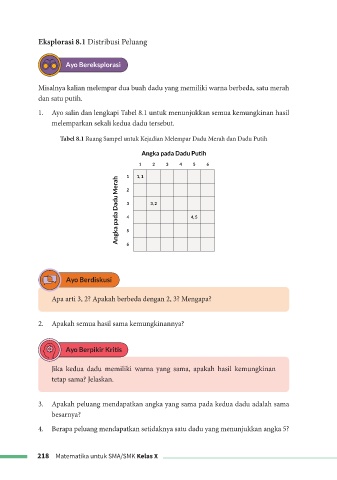 Eksplorasi 8.1 Distribusi Peluang
Ayo Bereksplorasi
Misalnya kalian melempar dua buah dadu yang memiliki warna berbeda, satu merah
dan satu putih.
1. Ayo salin dan lengkapi Tabel 8.1 untuk menunjukkan semua kemungkinan hasil
melemparkan sekali kedua dadu tersebut.
Tabel 8.1 Ruang Sampel untuk Kejadian Melempar Dadu Merah dan Dadu Putih
Angka pada Dadu Putih
1 2 3 4 5 6
Angka pada Dadu Merah
1 1, 1
2
3 3, 2
4 4, 5
5
6
Ayo Berdiskusi
Apa arti 3, 2? Apakah berbeda dengan 2, 3? Mengapa?
2. Apakah semua hasil sama kemungkinannya?
Ayo Berpikir Kritis
Jika kedua dadu memiliki warna yang sama, apakah hasil kemungkinan
tetap sama? Jelaskan.
3. Apakah peluang mendapatkan angka yang sama pada kedua dadu adalah sama
besarnya?
4. Berapa peluang mendapatkan setidaknya satu dadu yang menunjukkan angka 5?
218 Matematika untuk SMA/SMK Kelas X